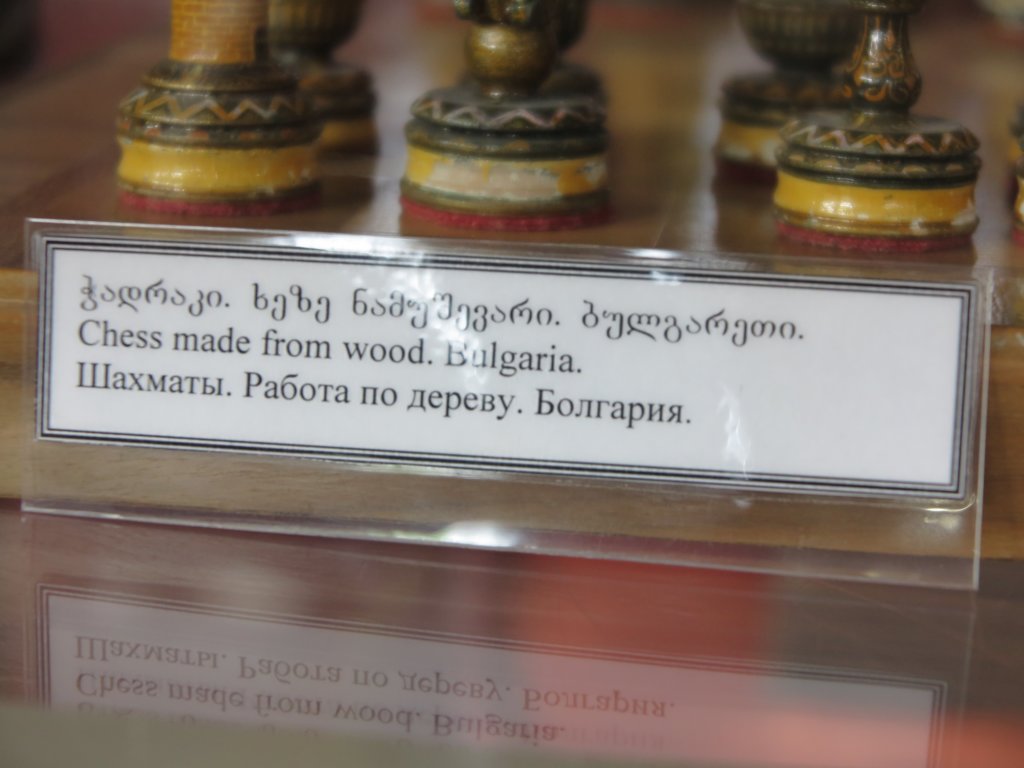 ჭადრაკი. ხეზე ნამუშევარი. ბულგარეთი.
Chess made from wood. Bulgaria.
Шахматы. Работа по дереву. Болгария.